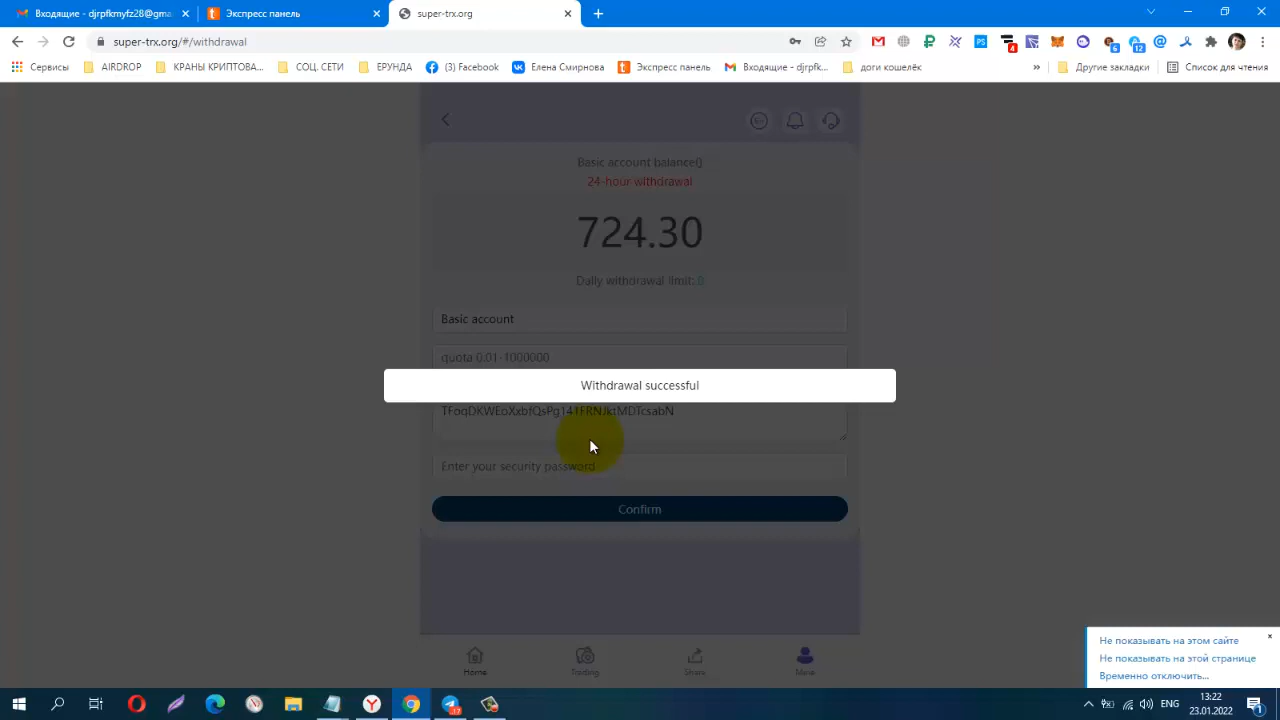 Входящие - djrpfkmyfz28@gma
Экспресс панель
super-trx.org
super-trx.org/#/withdrawal
Сервисы
AIRDROP
КРАНЫ КРИПТОВА...
СОЦ. СЕТИ
ЕРУНДА
(3) Facebook
Елена Смирнова
Экспресс панель
Входящие - djrpfk...
доги кошелёк
»
Другие закладки
Список для чтения
Basic account balance()
24-hour withdrawal
724.30
Daily withdrawal limit: 0
Basic account
quota 0.01-1000000
Withdrawal successful
TFoqDKWEoXxbfQsPg141FRNJktMDTcsabN
Enter your security password
Confirm
Home
Trading
Share
Mine
Не показывать на этом сайте
Не показывать на этой странице
Временно отключить...
ENG
13:22
23.01.2022